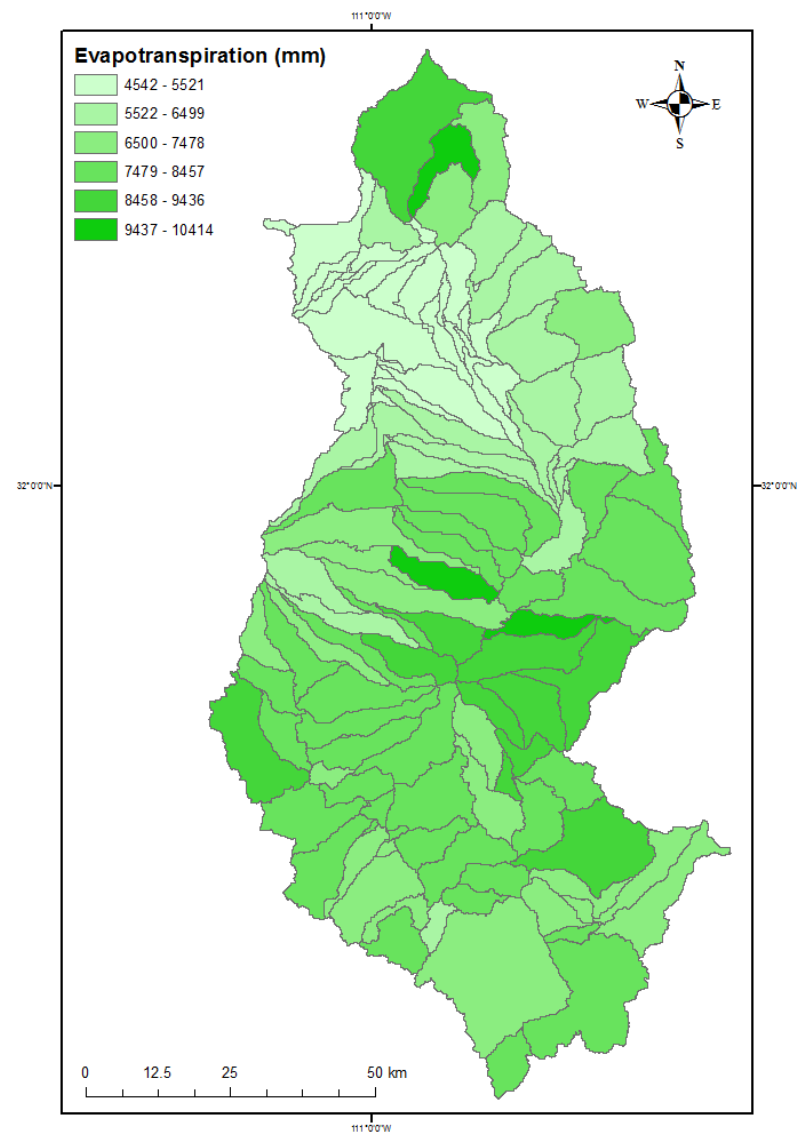 111°0'0"W
Evapotranspiration (mm)
4542 - 5521
5522 - 6499
6500 - 7478
7479 - 8457
8458 - 9436
9437 - 10414
N
W E
S
32°0'0"N 32°0'0"N
0 12.5 25 50 km
111°0'0"W